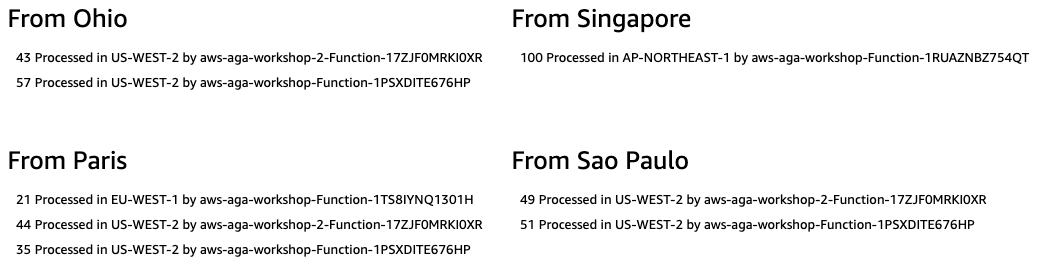 From Ohio
43 Processed in US-WEST-2 by aws-aga-workshop-2-Function-17ZJF0MRKI0XR
57 Processed in US-WEST-2 by aws-aga-workshop-Function-1PSXDITE676HP
From Singapore
100 Processed in AP-NORTHEAST-1 by aws-aga-workshop-Function-1RUAZNBZ754QT
From Paris
21 Processed in EU-WEST-1 by aws-aga-workshop-Function-1TS8IYNQ1301H
44 Processed in US-WEST-2 by aws-aga-workshop-2-Function-17ZJF0MRKI0XR
35 Processed in US-WEST-2 by aws-aga-workshop-Function-1PSXDITE676HP
From Sao Paulo
49 Processed in US-WEST-2 by aws-aga-workshop-2-Function-17ZJF0MRKI0XR
51 Processed in US-WEST-2 by aws-aga-workshop-Function-1PSXDITE676HP